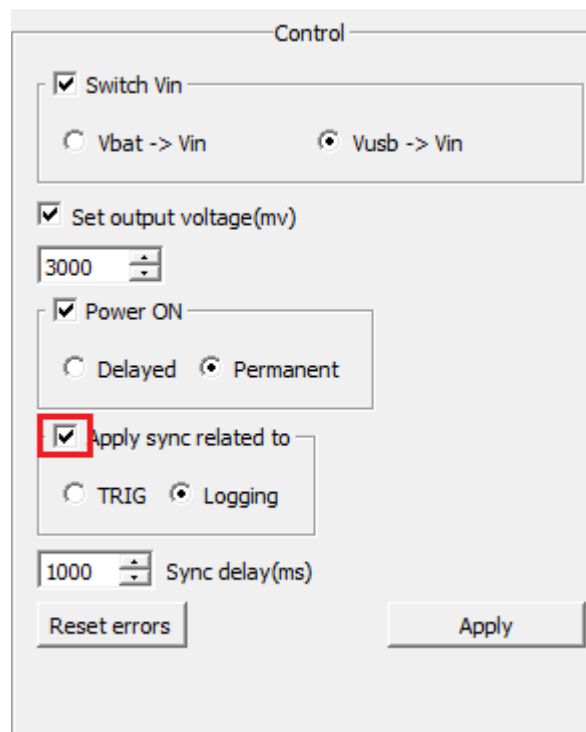 Control
Switch Vin
Vbat -> Vin Vusb -> Vin
Set output voltage(mv)
3000
Power ON
Delayed Permanent
Apply sync related to
TRIG Logging
1000 Sync delay(ms)
Reset errors Apply